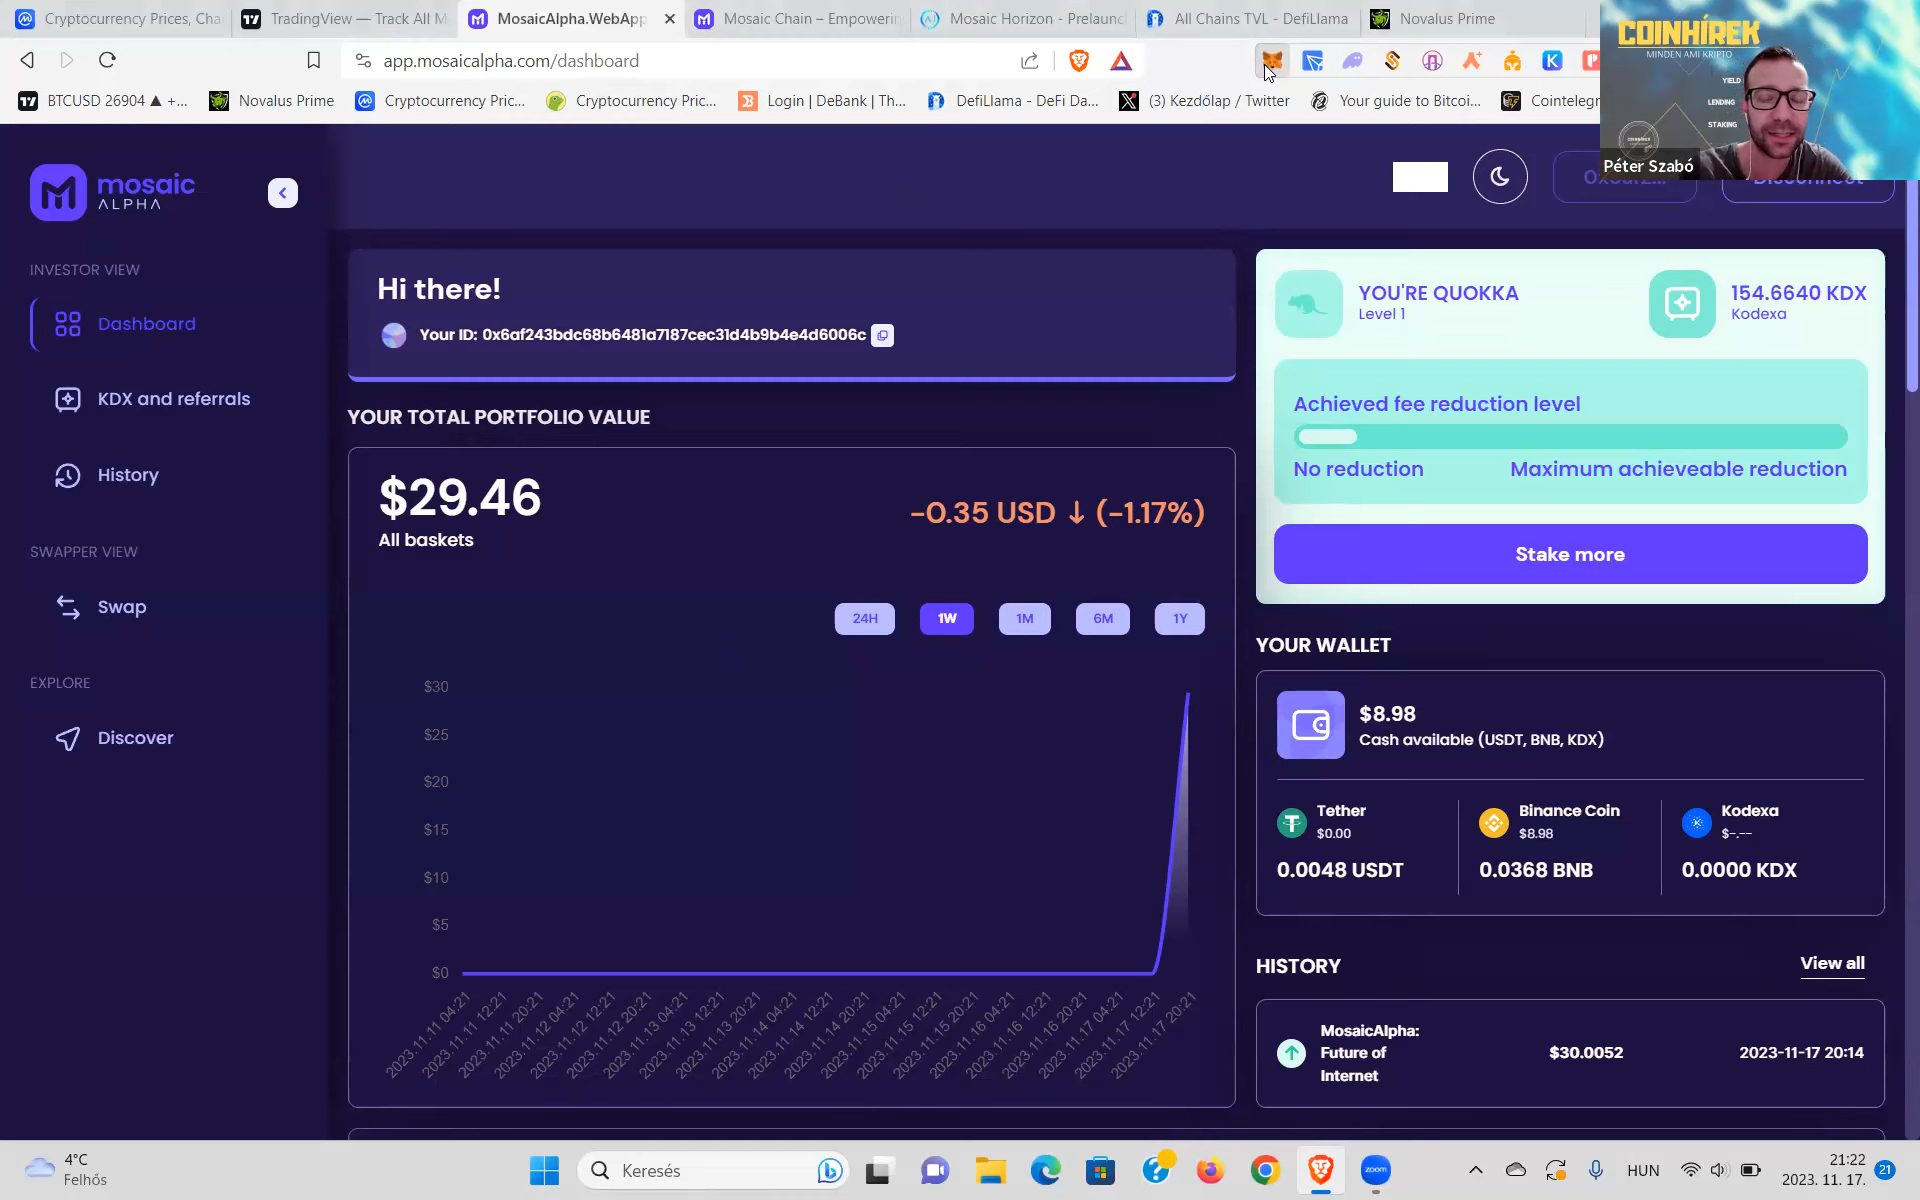 Cryptocurrency Prices, Cha
TradingView — Track All M
MosaicAlpha.WebApp
Mosaic Chain – Empowerin
Mosaic Horizon - Prelaunc
All Chains TVL - DefiLlama
Novalus Prime
app.mosaicalpha.com/dashboard
BTCUSD 26904 ▲ +...
Novalus Prime
Cryptocurrency Pric...
Cryptocurrency Pric...
Login | DeBank | Th...
DefiLlama - DeFi Da...
(3) Kezdőlap / Twitter
Your guide to Bitcoi...
Cointelegr
COINHÍREK
MINDEN AMI KRIPTO
YIELD
LENDING
STAKING
Péter Szabó
mosaic
ALPHA
INVESTOR VIEW
Dashboard
KDX and referrals
History
SWAPPER VIEW
Swap
EXPLORE
Discover
Disconnect
Hi there!
Your ID: 0x6af243bdc68b6481a7187cec31d4b9b4e4d6006c
YOUR TOTAL PORTFOLIO VALUE
$29.46
All baskets
-0.35 USD ↓ (-1.17%)
24H
1W
1M
6M
1Y
$30
$25
$20
$15
$10
$5
$0
2023.11.11 04:21
2023.11.11 12:21
2023.11.11 20:21
2023.11.12 04:21
2023.11.12 12:21
2023.11.12 20:21
2023.11.13 04:21
2023.11.13 12:21
2023.11.13 20:21
2023.11.14 04:21
2023.11.14 12:21
2023.11.14 20:21
2023.11.15 04:21
2023.11.15 12:21
2023.11.15 20:21
2023.11.16 04:21
2023.11.16 12:21
2023.11.16 20:21
2023.11.17 04:21
2023.11.17 12:21
2023.11.17 20:21
YOU'RE QUOKKA
Level 1
154.6640 KDX
Kodexa
Achieved fee reduction level
No reduction
Maximum achieveable reduction
Stake more
YOUR WALLET
$8.98
Cash available (USDT, BNB, KDX)
Tether
$0.00
0.0048 USDT
Binance Coin
$8.98
0.0368 BNB
Kodexa
$-.--
0.0000 KDX
HISTORY
View all
MosaicAlpha:
Future of
Internet
$30.0052
2023-11-17 20:14
4°C
Felhős
Keresés
zoom
HUN
21:22
2023. 11. 17.
21